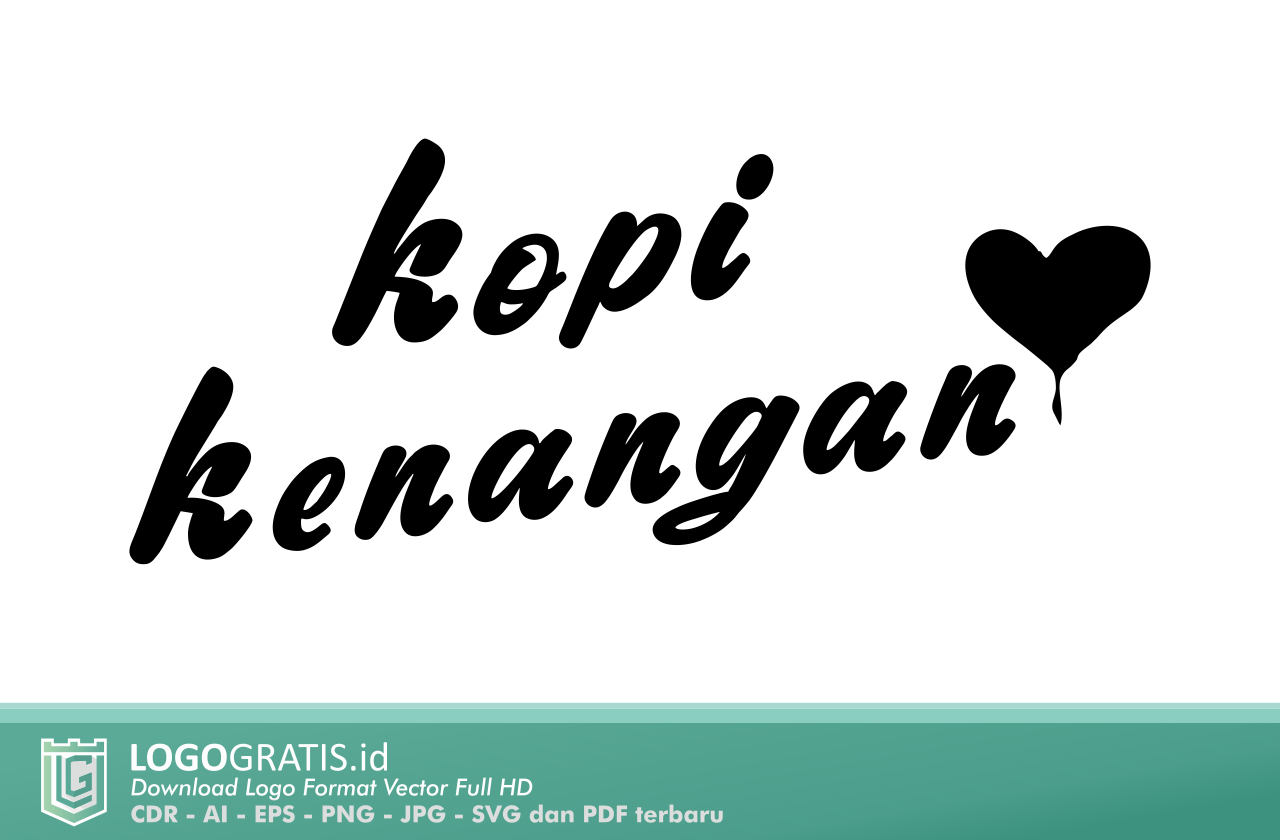 kopi
kenangan
LOGOGRATIS.id
Download Logo Format Vector Full HD
CDR - AI - EPS - PNG - JPG - SVG dan PDF terbaru